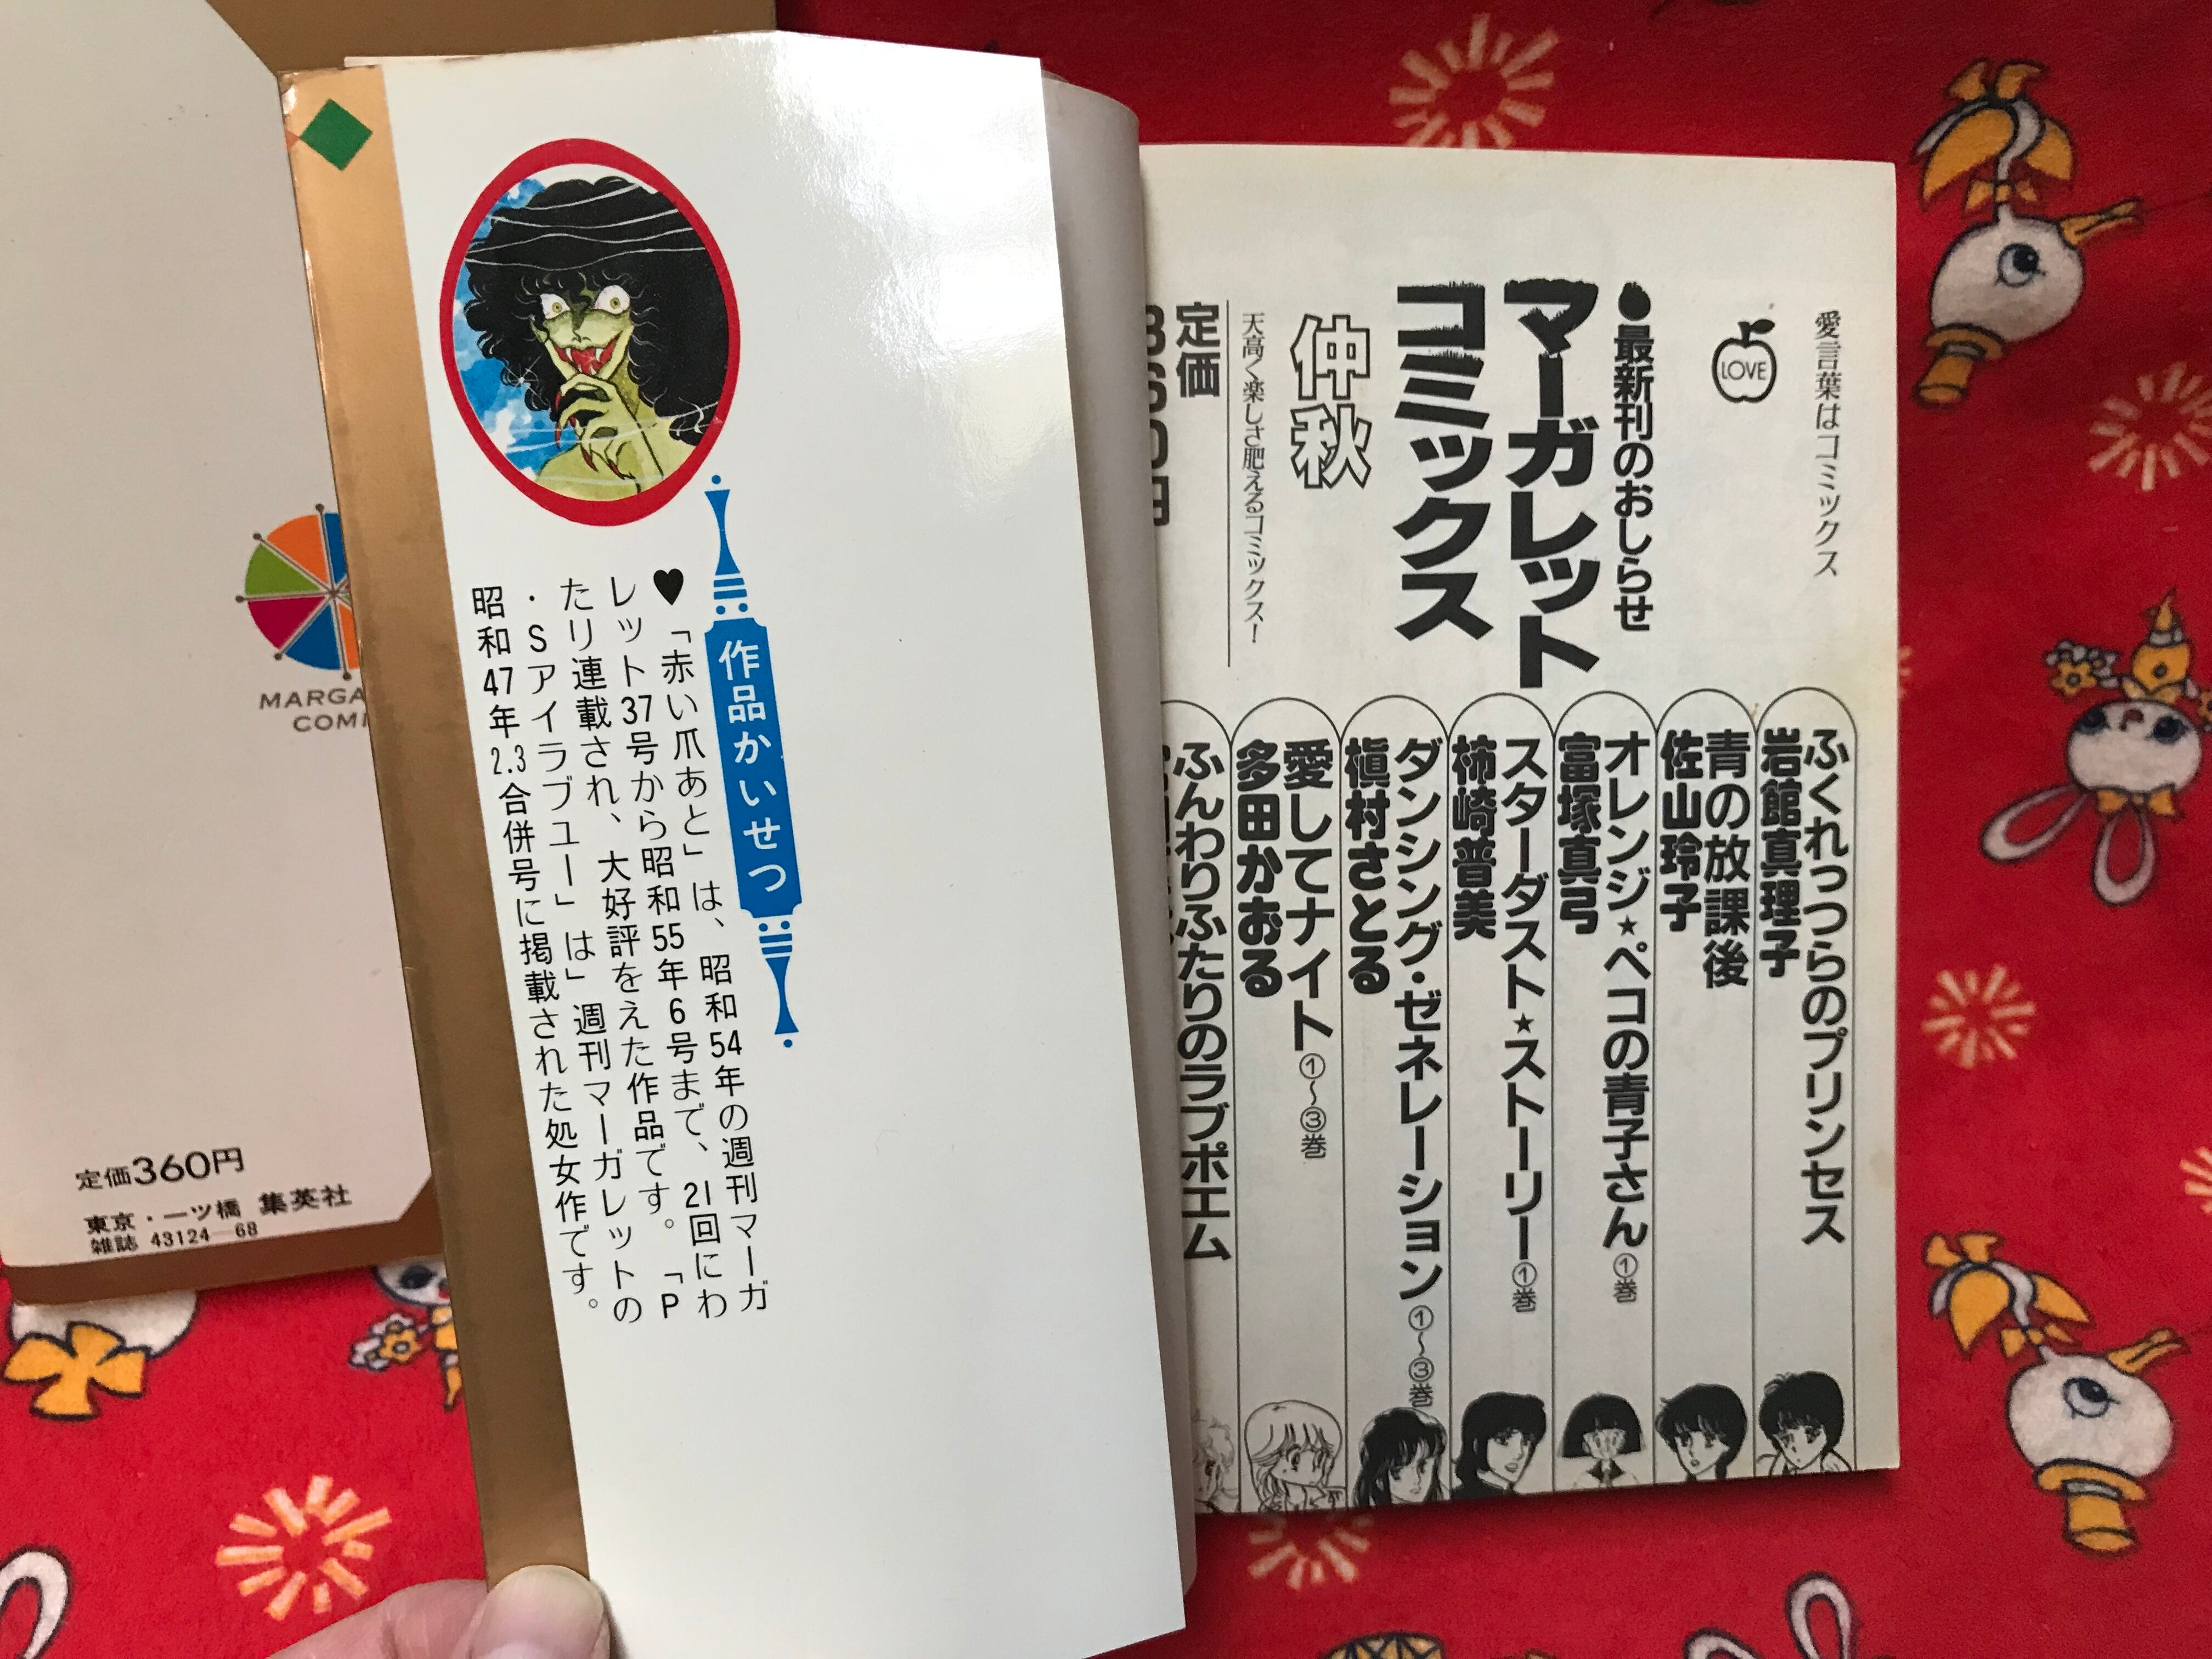 愛言葉はコミックス
LOVE
●最新刊のおしらせ
マーガレット
コミックス
仲秋
天高く楽しさ肥えるコミックス!
定価
360円
ふくれっつらのプリンセス
岩館真理子
青の放課後
佐山玲子
オレンジ★ペコの青子さん①巻
富塚真弓
スターダスト★ストーリー①巻
柿崎普美
ダンシング・ゼネレーション①〜③巻
槇村さとる
愛してナイト①〜③巻
多田かおる
ふんわりふたりのラブポエム
作品かいせつ
♥「赤い爪あと」は、昭和54年の週刊マーガ
レット37号から昭和55年6号まで、21回にわ
たり連載され、大好評をえた作品です。「P
・Sアイラブユー」は」週刊マーガレットの
昭和47年2.3合併号に掲載された処女作です。
MARGA
COMI
定価360円
東京・一ツ橋 集英社
雑誌 43124―68